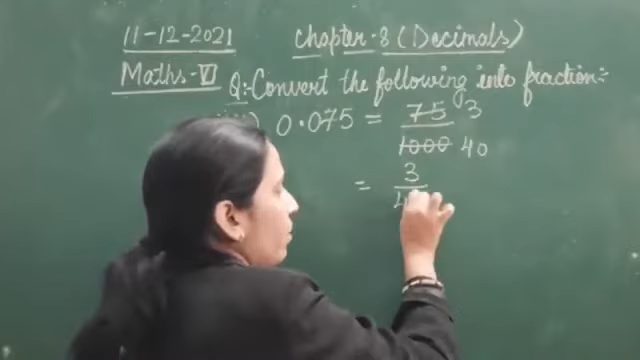 11-12-2021 Chapter-8 (Decimals)
Maths-VI
Q:- Convert the following into fraction:-
0.075 = 75 3
1000 40
= 3
4